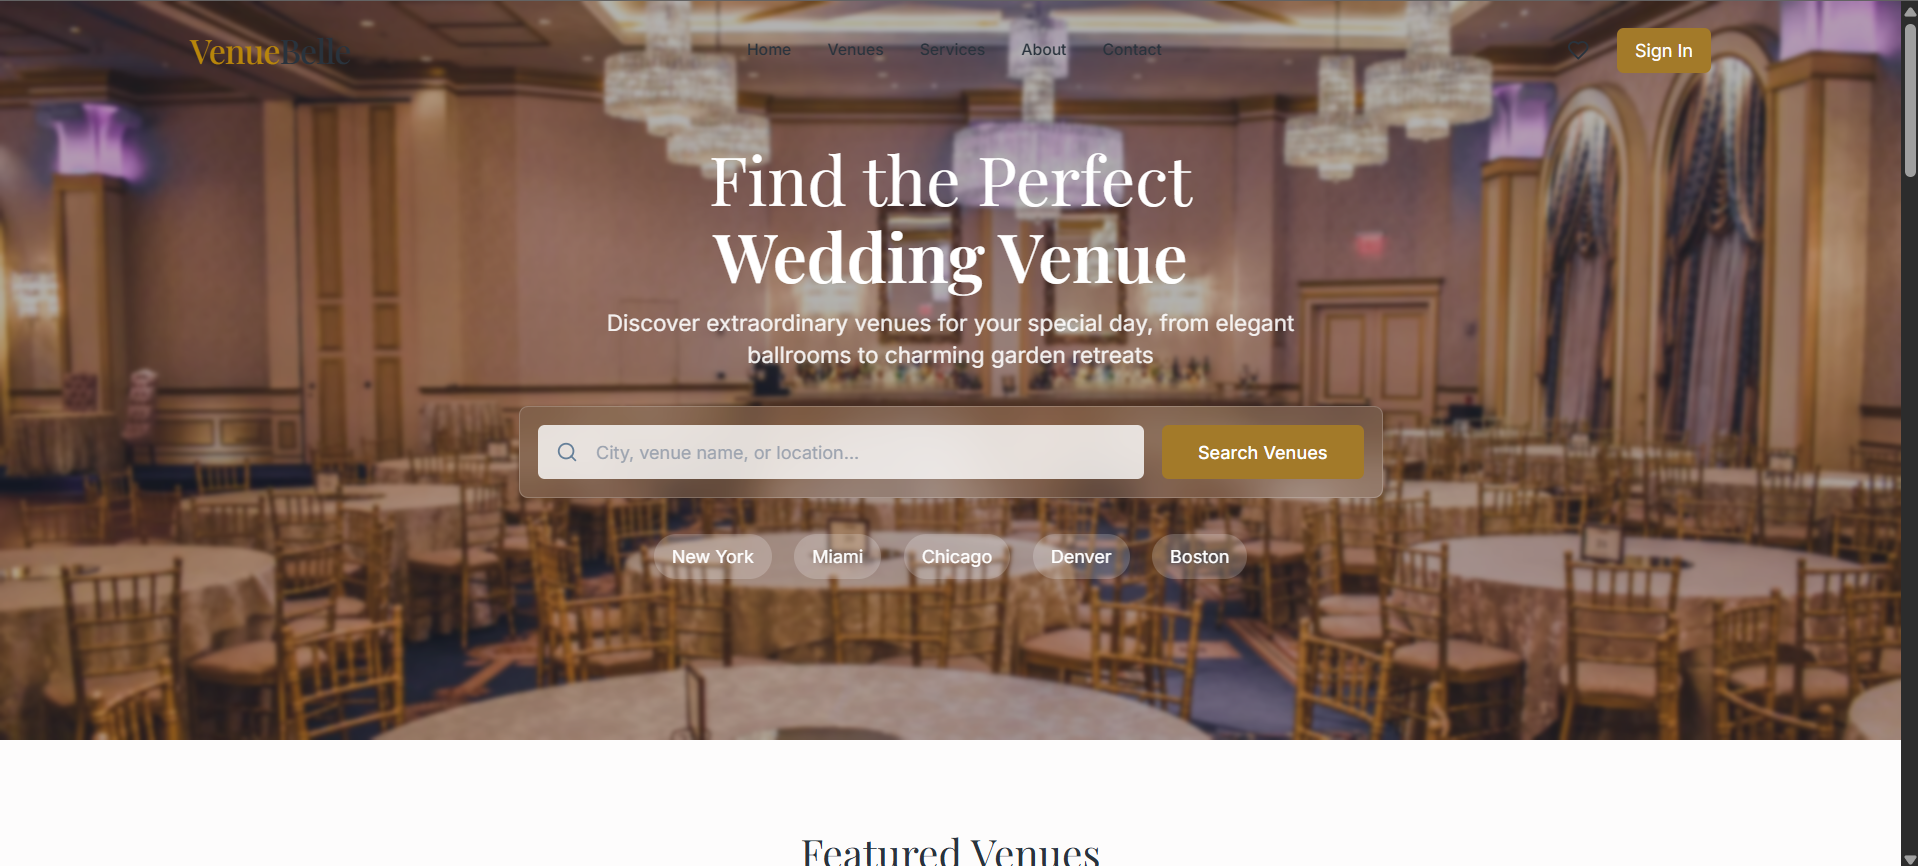 VenueBelle
Home Venues Services About Contact
Sign In
Find the Perfect
Wedding Venue
Discover extraordinary venues for your special day, from elegant
ballrooms to charming garden retreats
City, venue name, or location...
Search Venues
New York Miami Chicago Denver Boston
Featured Venues